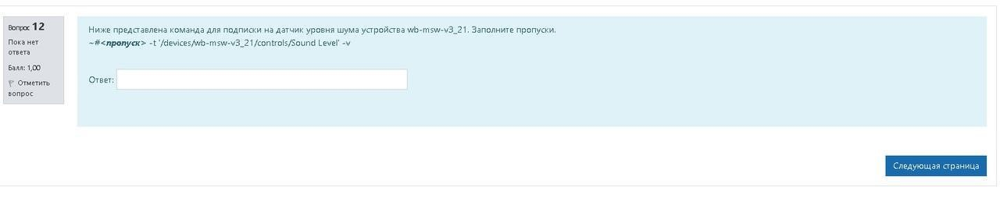 Вопрос 12
Пока нет
ответа
Балл: 1,00
Отметить
вопрос
Ниже представлена команда для подписки на датчик уровня шума устройства wb-msw-v3_21. Заполните пропуски.
~#<пропуск> -t '/devices/wb-msw-v3_21/controls/Sound Level' -v
Ответ:
Следующая страница